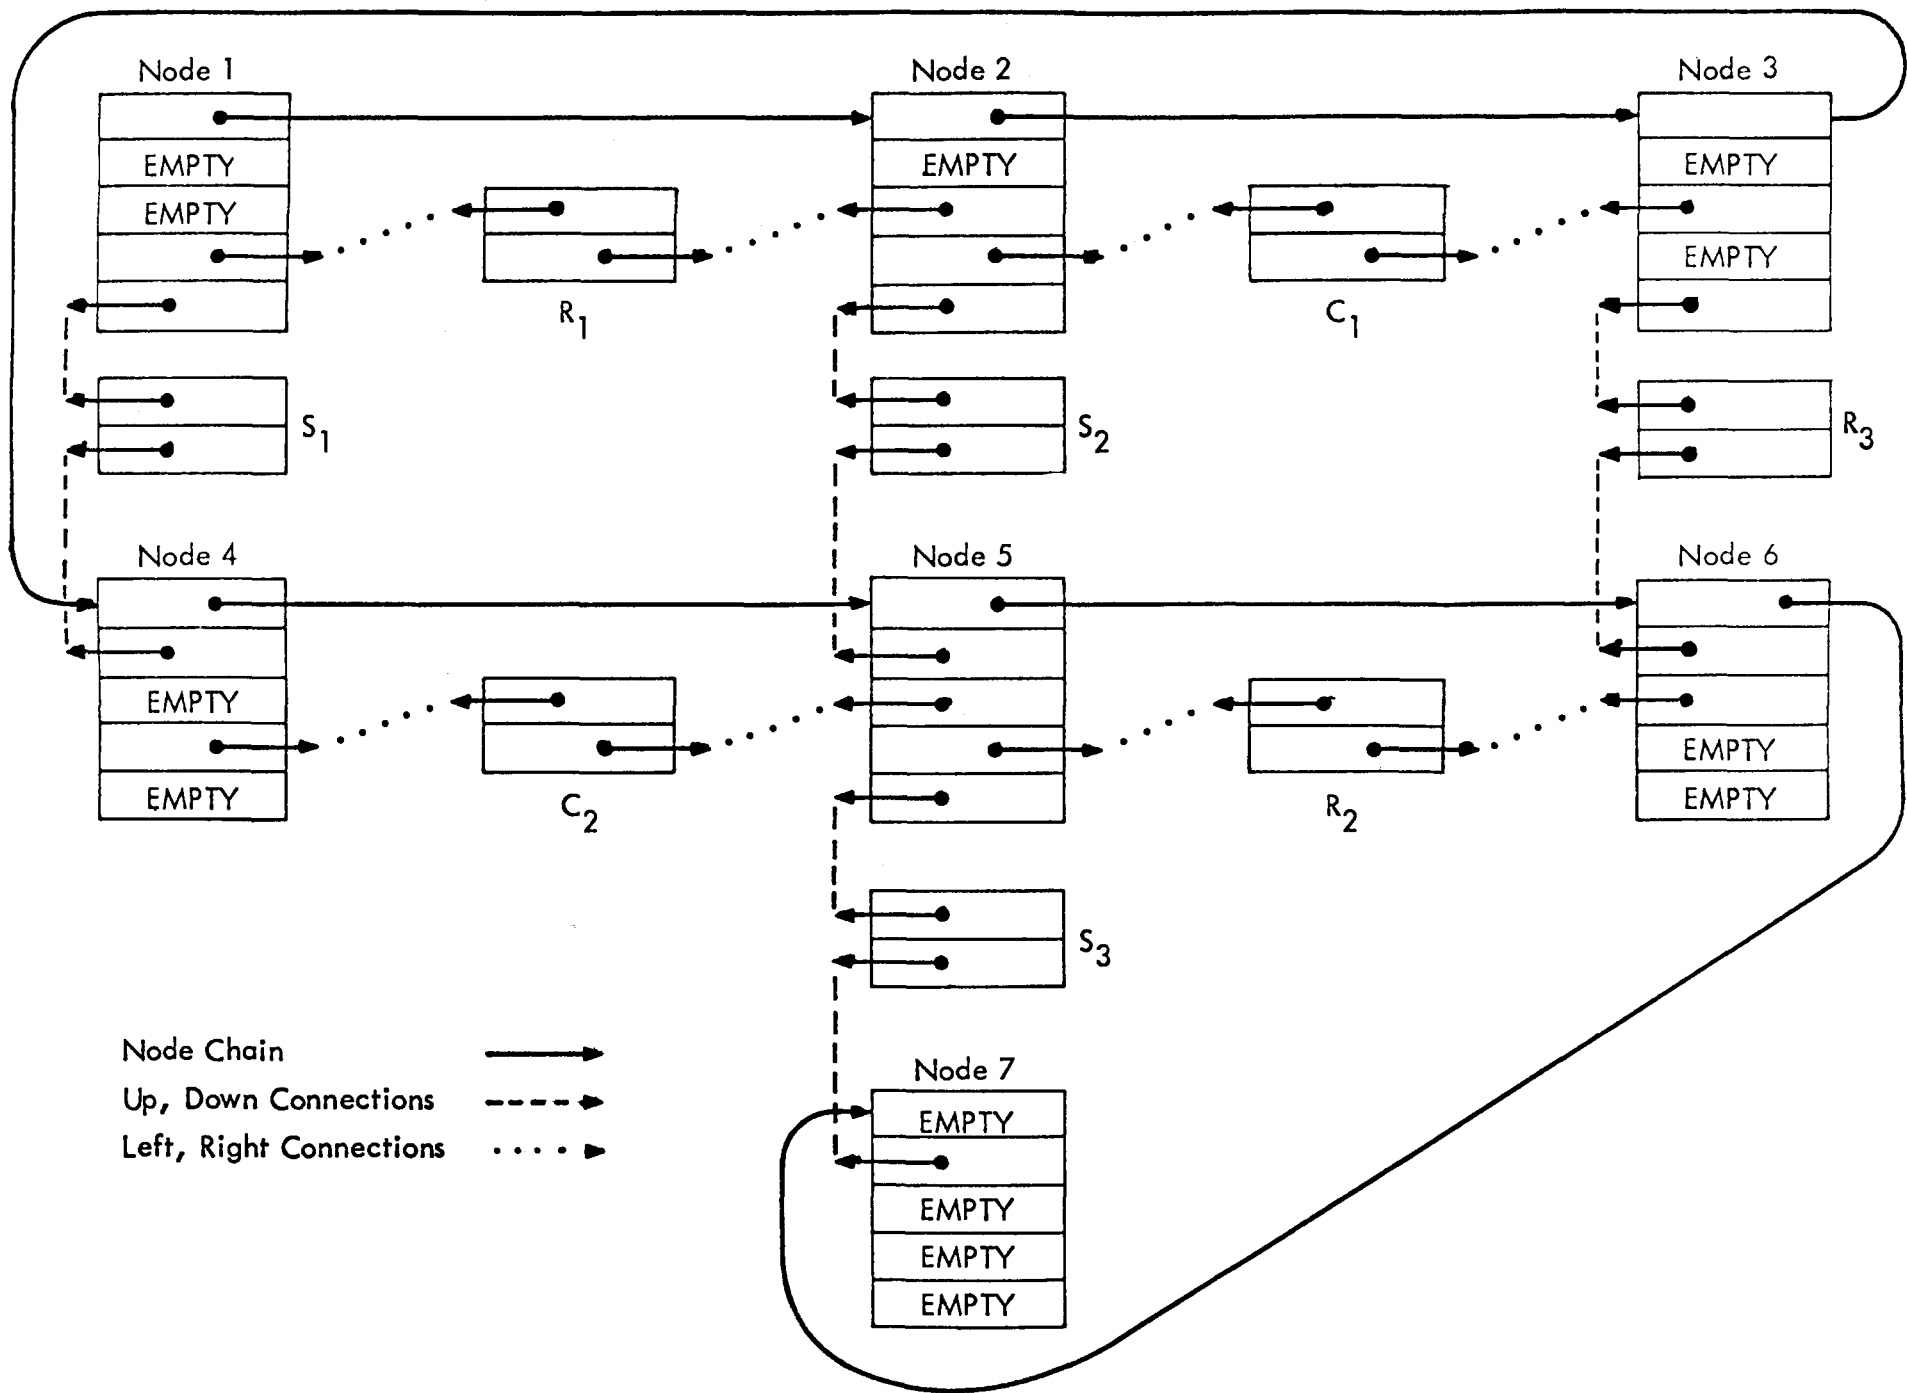 Node 1
Node 2
Node 3
EMPTY
EMPTY
EMPTY
EMPTY
EMPTY
R1
C1
S1
S2
R3
Node 4
Node 5
Node 6
EMPTY
EMPTY
C2
R2
EMPTY
EMPTY
S3
Node Chain
Up, Down Connections
Left, Right Connections
Node 7
EMPTY
EMPTY
EMPTY
EMPTY